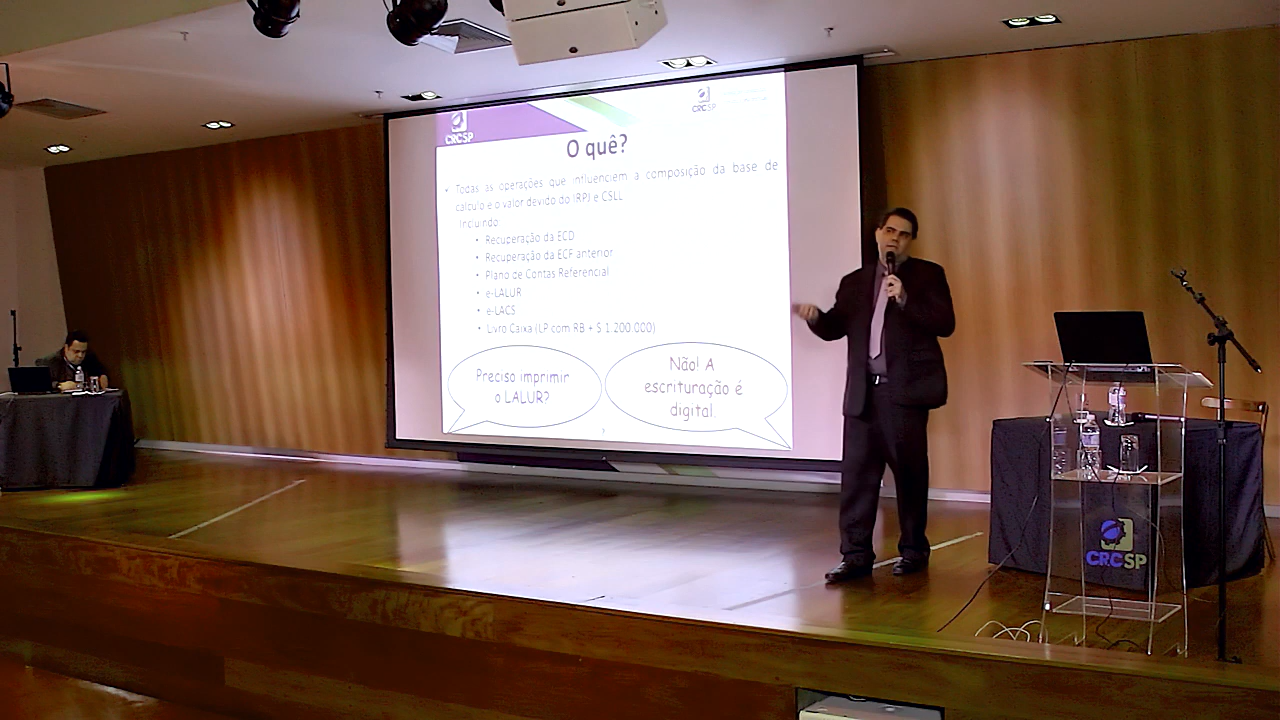 CRCSP
CRCSP
O quê?
Todas as operações que influenciem a composição da base de
cálculo e o valor devido do IRPJ e CSLL
Incluindo:
• Recuperação da ECD
• Recuperação da ECF anterior
• Plano de Contas Referencial
• e-LALUR
• e-LACS
• Livro Caixa (LP com RB + $ 1.200.000)
Preciso imprimir
o LALUR?
Não! A
escrituração é
digital.
CRCSP